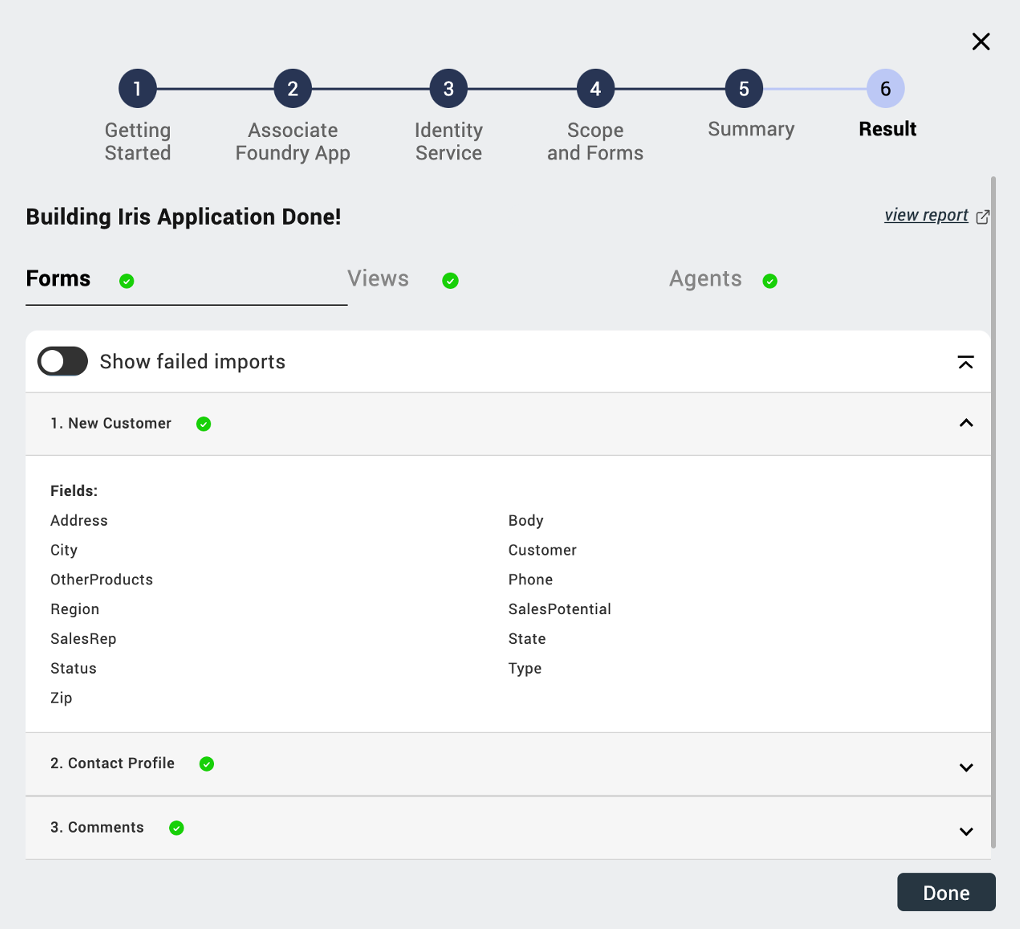 1
2
3
4
5
6
Getting
Started
Associate
Foundry App
Identity
Service
Scope
and Forms
Summary
Result
Building Iris Application Done!
view report
Forms
Views
Agents
Show failed imports
1. New Customer
Fields:
Address
Body
City
Customer
OtherProducts
Phone
Region
SalesPotential
SalesRep
State
Status
Type
Zip
2. Contact Profile
3. Comments
Done